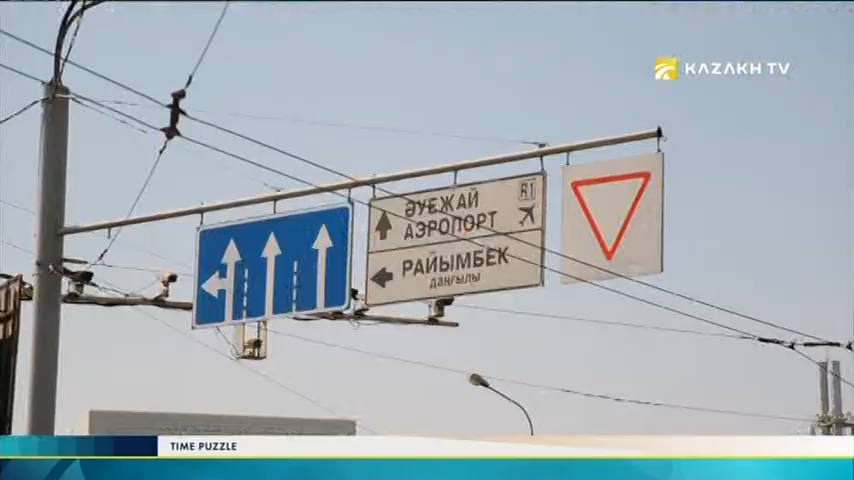 KAZAKH TV
R1
ӘУЕЖАЙ
АЭРОПОРТ
РАЙЫМБЕК
даңғылы
TIME PUZZLE